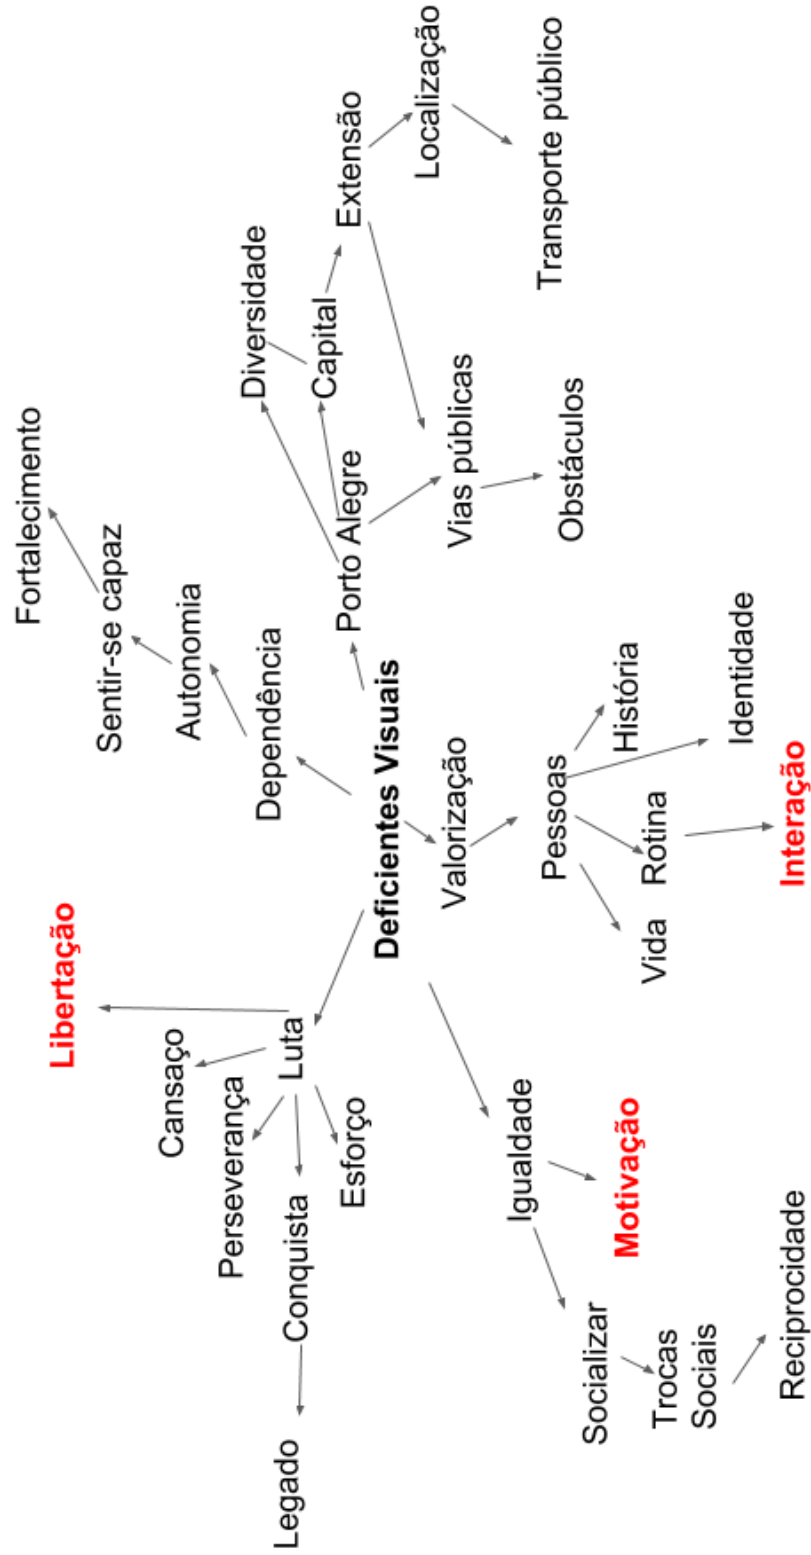 Fortalecimento
Sentir-se capaz
Autonomia
Dependência
Libertação
Cansaço
Perseverança
Luta
Conquista
Esforço
Legado
Diversidade
Capital
Extensão
Localização
Transporte público
Porto Alegre
Vias públicas
Obstáculos
Deficientes Visuais
Valorização
Pessoas
História
Identidade
Rotina
Vida
Interação
Igualdade
Motivação
Socializar
Trocas
Sociais
Reciprocidade